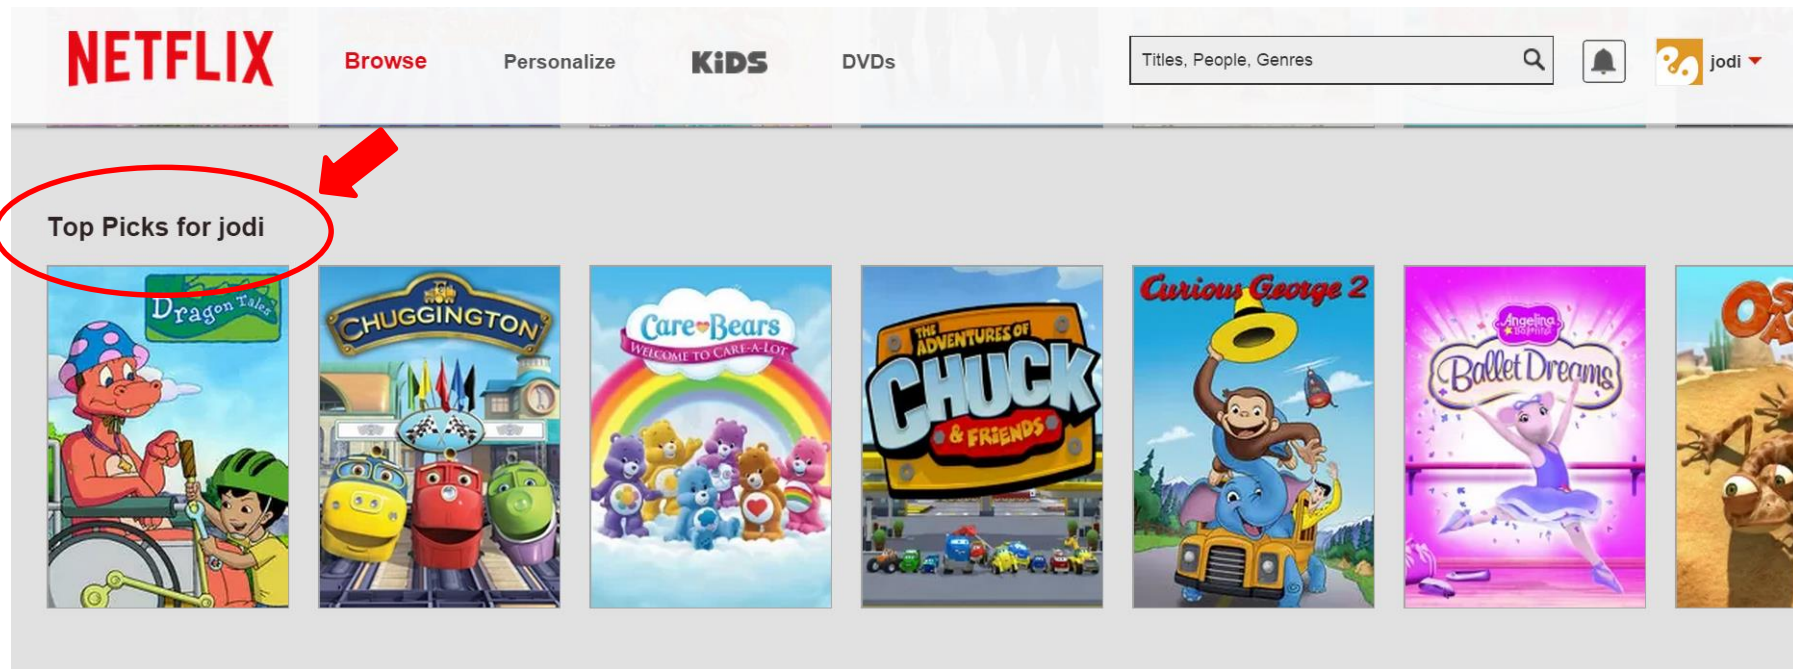 NETFLIX
Browse
Personalize
KiDS
DVDs
Titles, People, Genres
jodi
Top Picks for jodi
Dragon Tales
CHUGGINGTON
Care Bears
WELCOME TO CARE-A-LOT
THE
ADVENTURES OF
CHUCK
& FRIENDS
Curious George 2
Angelina
Ballerina
Ballet Dreams